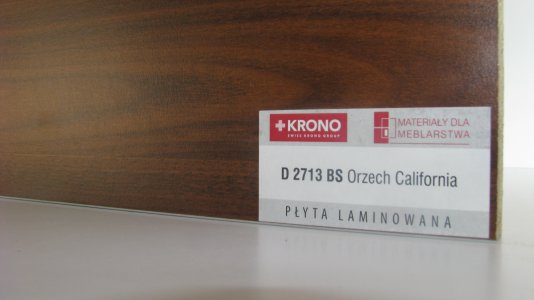 KRONO
SWISS KRONO GROUP
MATERIAŁY DLA
MEBLARSTWA
D 2713 BS Orzech California
PŁYTA LAMINOWANA